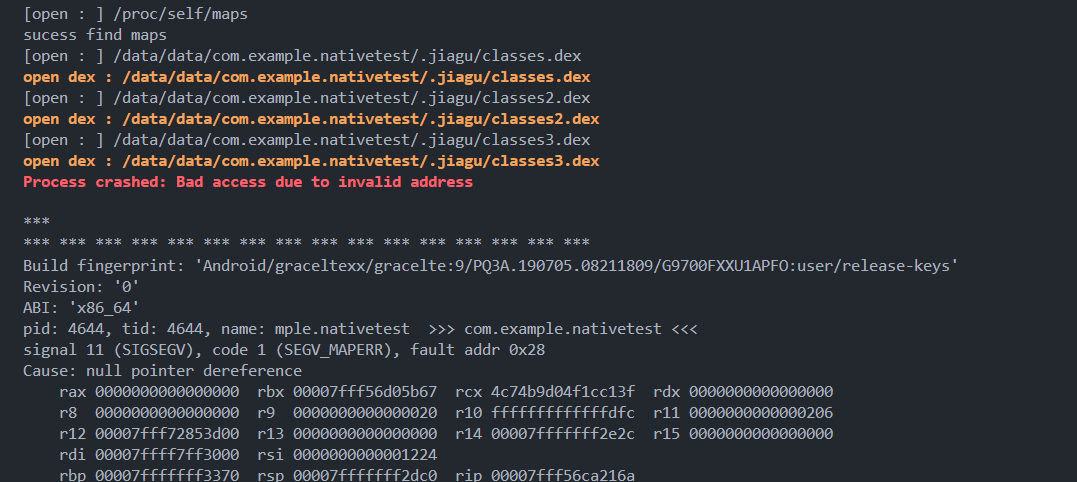 [open : ] /proc/self/maps
sucess find maps
[open : ] /data/data/com.example.nativetest/.jiagu/classes.dex
open dex : /data/data/com.example.nativetest/.jiagu/classes.dex
[open : ] /data/data/com.example.nativetest/.jiagu/classes2.dex
open dex : /data/data/com.example.nativetest/.jiagu/classes2.dex
[open : ] /data/data/com.example.nativetest/.jiagu/classes3.dex
open dex : /data/data/com.example.nativetest/.jiagu/classes3.dex
Process crashed: Bad access due to invalid address
***
*** *** *** *** *** *** *** *** *** *** *** *** *** *** *** ***
Build fingerprint: 'Android/graceltexx/gracelte:9/PQ3A.190705.08211809/G9700FXXU1APFO:user/release-keys'
Revision: '0'
ABI: 'x86_64'
pid: 4644, tid: 4644, name: mple.nativetest  >>> com.example.nativetest <<<
signal 11 (SIGSEGV), code 1 (SEGV_MAPERR), fault addr 0x28
Cause: null pointer dereference
    rax 0000000000000000  rbx 00007fff56d05b67  rcx 4c74b9d04f1cc13f  rdx 0000000000000000
    r8  0000000000000000  r9  0000000000000020  r10 fffffffffffffdfc  r11 0000000000000206
    r12 00007fff72853d00  r13 0000000000000000  r14 00007fffffff2e2c  r15 0000000000000000
    rdi 00007ffff7ff3000  rsi 0000000000001224
    rbp 00007fffffff3370  rsp 00007fffffff2dc0  rip 00007fff56ca216a